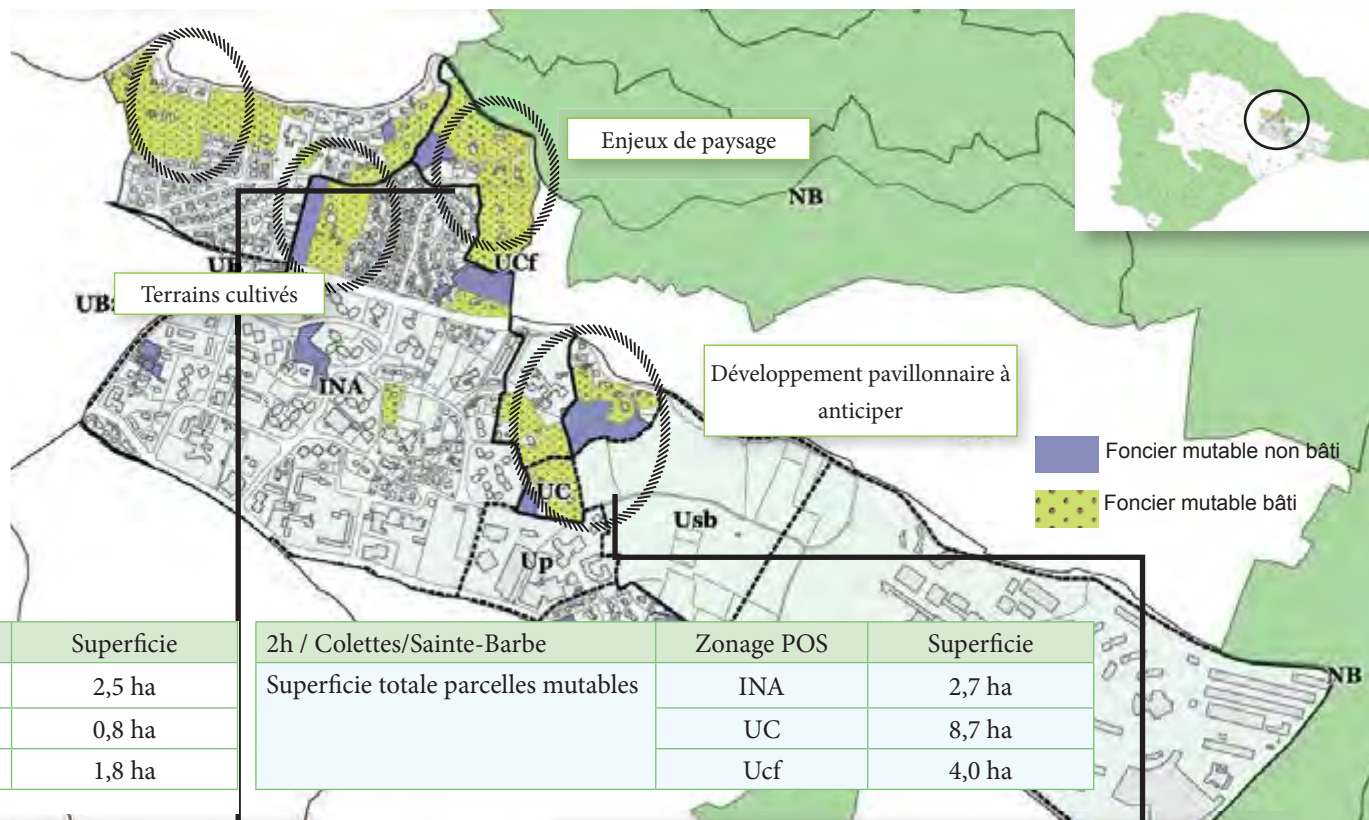 Enjeux de paysage
NB
UCf
Terrains cultivés
INA
Développement pavillonnaire à
anticiper
Foncier mutable non bâti
Foncier mutable bâti
UC
Usb
Up
NB
Superficie
2,5 ha
0,8 ha
1,8 ha
2h / Colettes/Sainte-Barbe Zonage POS Superficie
Superficie totale parcelles mutables INA 2,7 ha
UC 8,7 ha
Ucf 4,0 ha